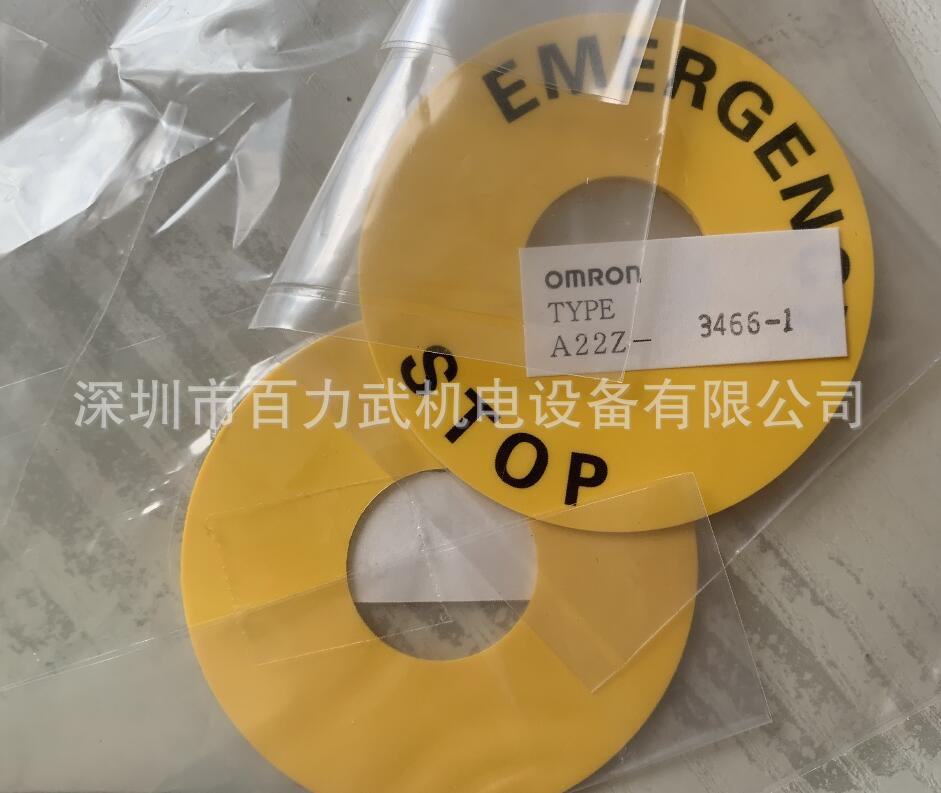 EMERGENCY
OMRON
TYPE
A22Z- 3466-1
深圳市百力武机电设备有限公司
STOP